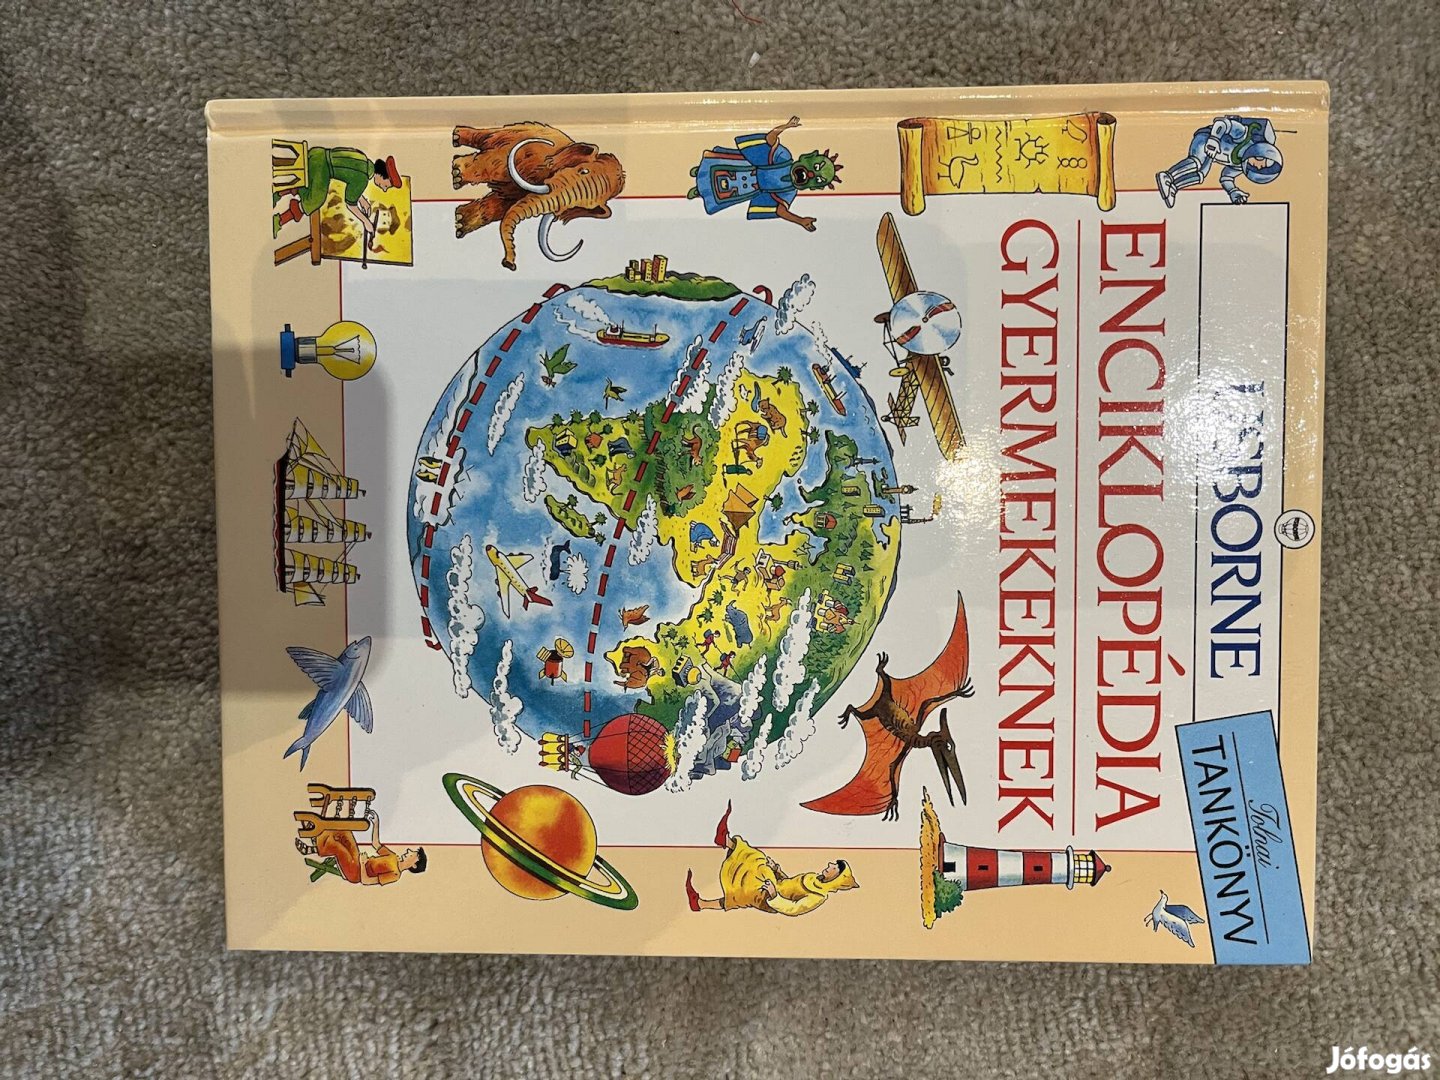 USBORNE
Tolnai
TANKÖNYV
ENCIKLOPÉDIA
GYERMEKEKNEK
Jófogás